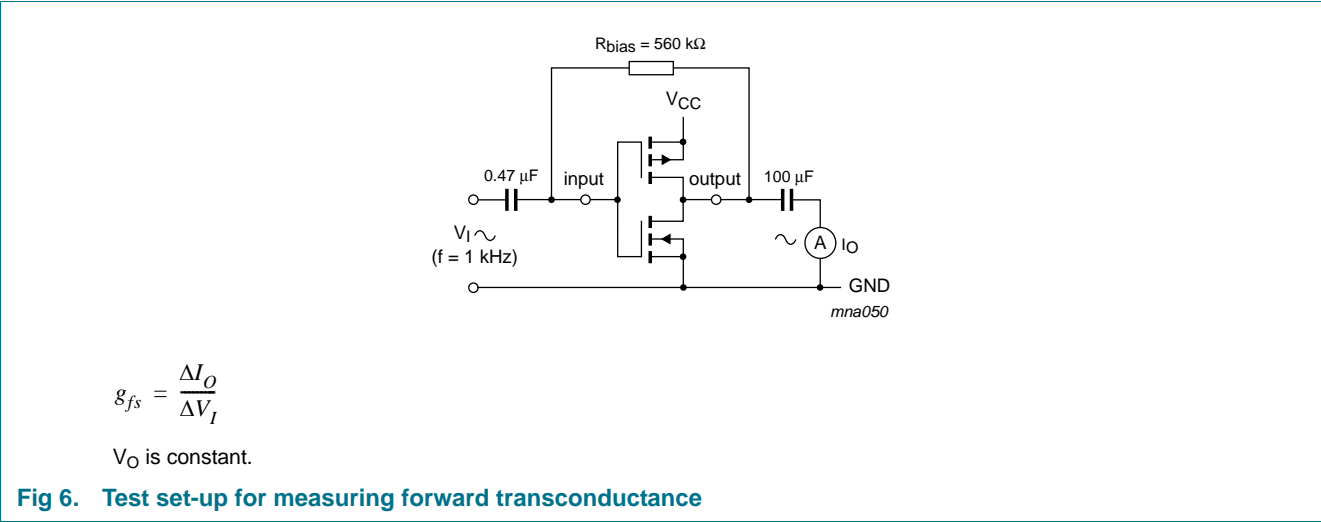 Rbias = 560 kΩ
VCC
0.47 μF
input
output
100 μF
VI
(f = 1 kHz)
A
IO
GND
mna050
gfs = ΔIO / ΔVI
VO is constant.
Fig 6. Test set-up for measuring forward transconductance